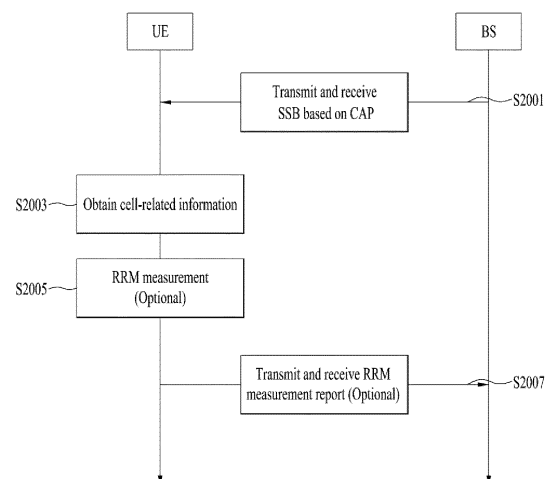 UE
BS
Transmit and receive
SSB based on CAP
S2001
S2003
Obtain cell-related information
S2005
RRM measurement
(Optional)
Transmit and receive RRM
measurement report (Optional)
S2007